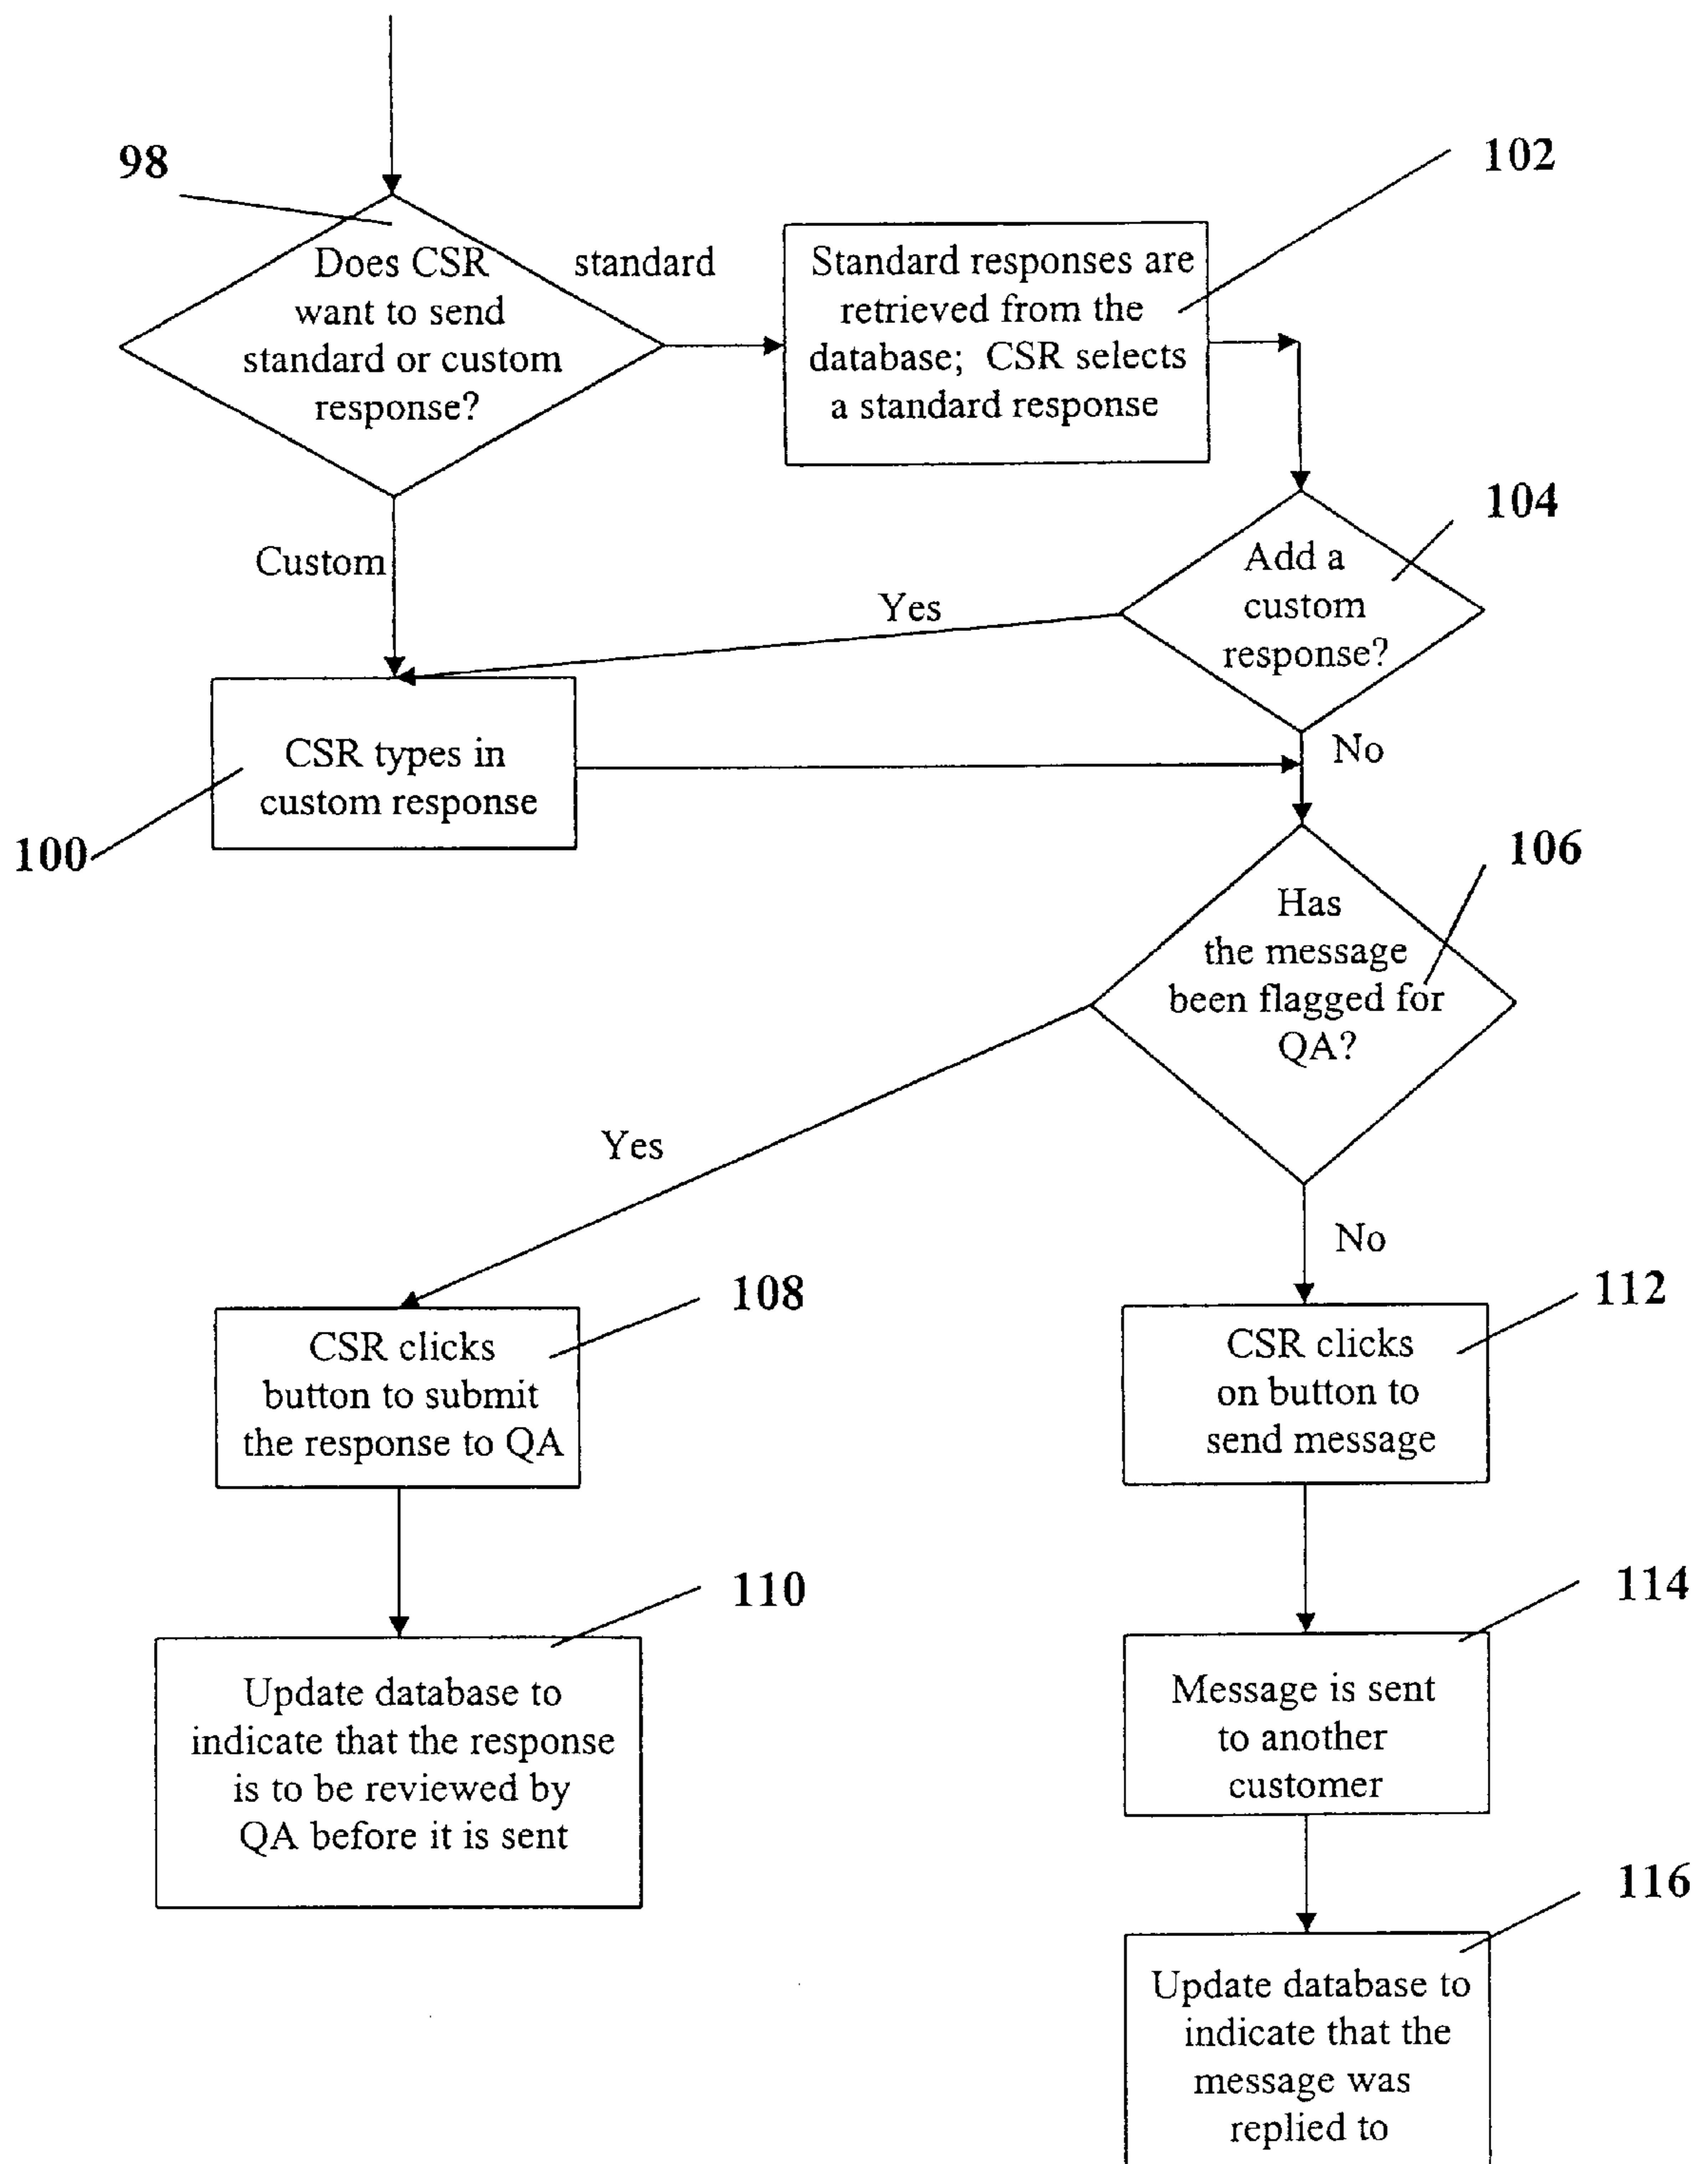 98
102
Does CSR
want to send
standard or custom
response?
standard
Standard responses are
retrieved from the
database; CSR selects
a standard response
Custom
104
Add a
custom
response?
Yes
No
CSR types in
custom response
100
106
Has
the message
been flagged for
QA?
Yes
No
108
CSR clicks
button to submit
the response to QA
112
CSR clicks
on button to
send message
110
Update database to
indicate that the response
is to be reviewed by
QA before it is sent
114
Message is sent
to another
customer
116
Update database to
indicate that the
message was
replied to